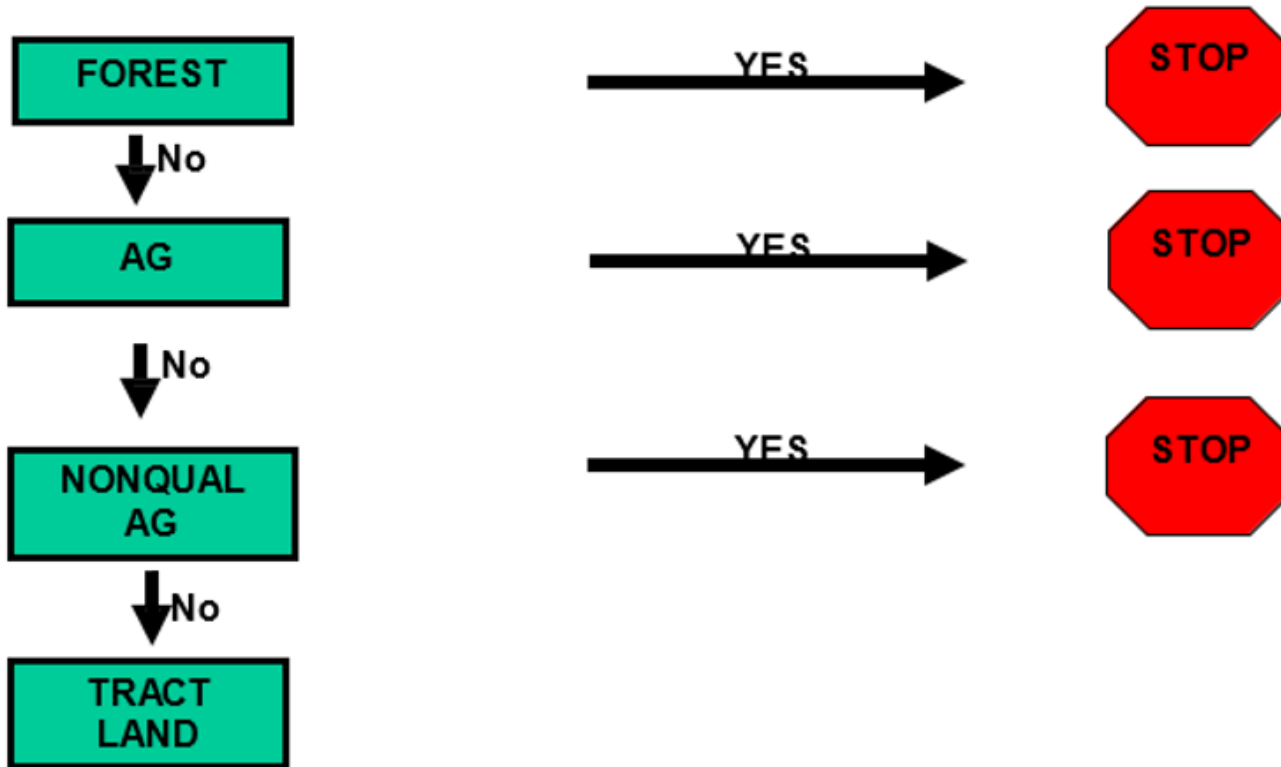 FOREST
YES
STOP
No
AG
YES
STOP
No
NONQUAL
AG
YES
STOP
No
TRACT
LAND